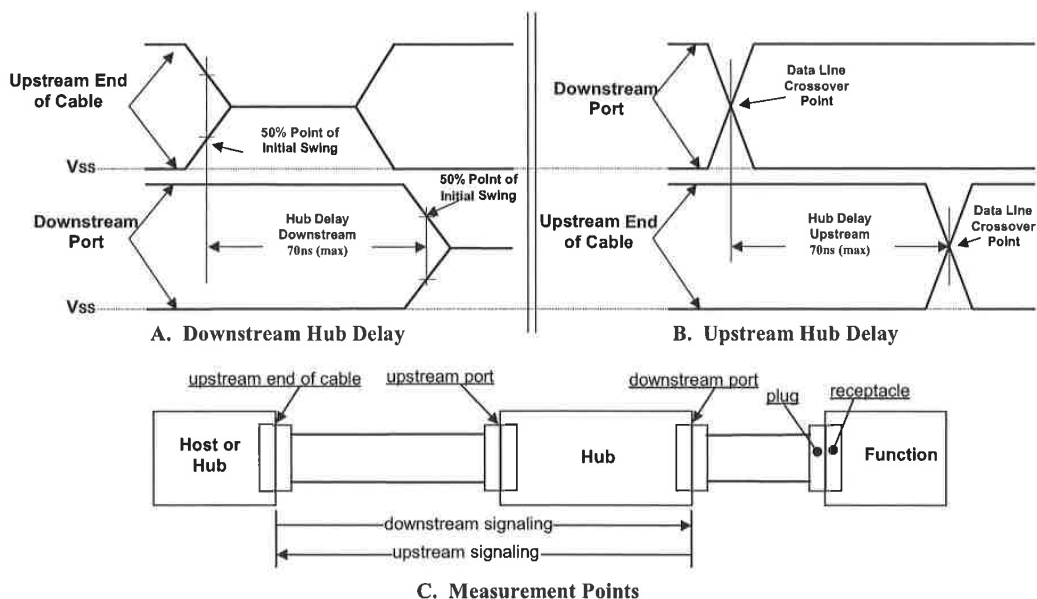 Upstream End
of Cable
50% Point of
Initial Swing
Vss
50% Point of
Initial Swing
Downstream
Port
Hub Delay
Downstream
70ns (max)
Vss
A. Downstream Hub Delay
Downstream
Port
Data Line
Crossover
Point
Upstream End
of Cable
Hub Delay
Upstream
70ns (max)
Data Line
Crossover
Point
B. Upstream Hub Delay
upstream end of cable
upstream port
downstream port
plug
receptacle
Host or
Hub
Hub
Function
downstream signaling
upstream signaling
C. Measurement Points